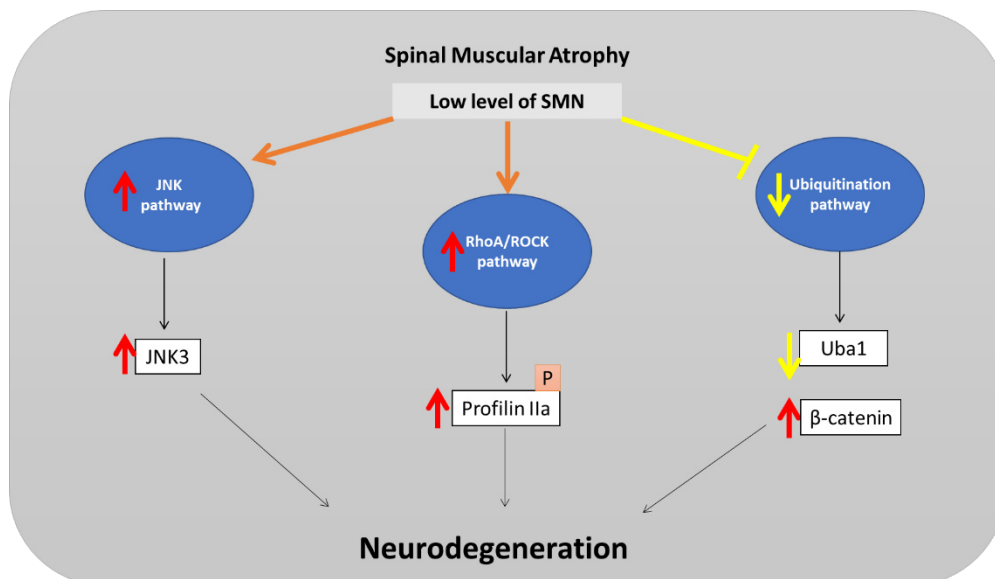 Spinal Muscular Atrophy
Low level of SMN
JNK
pathway
RhoA/ROCK
pathway
Ubiquitination
pathway
JNK3
P
Profilin IIa
Uba1
β-catenin
Neurodegeneration